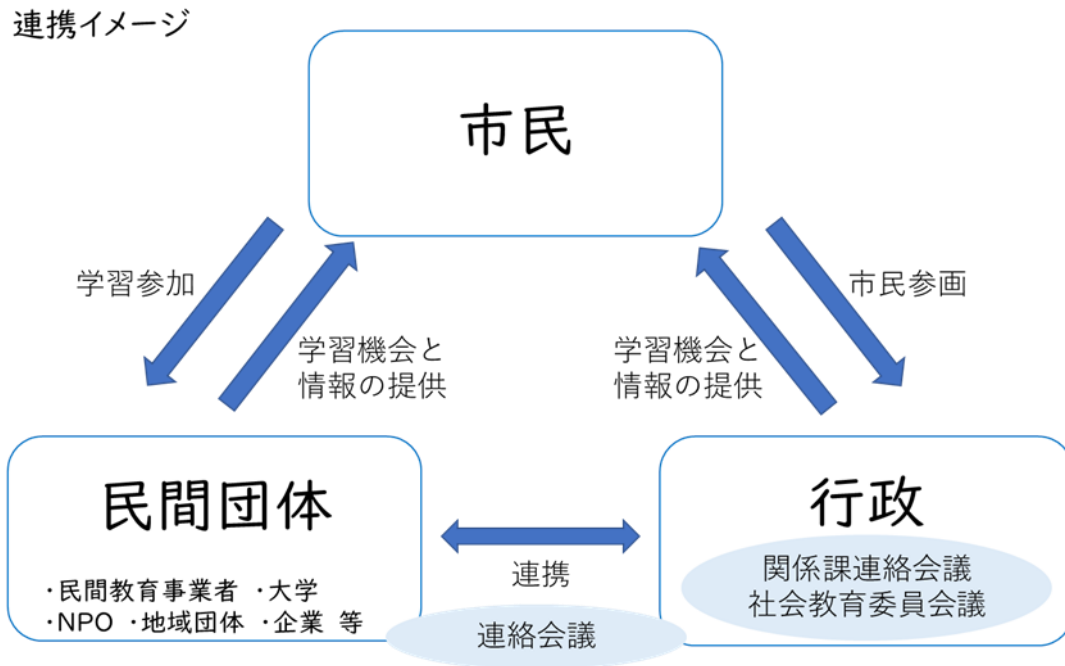 連携イメージ
市民
学習参加
学習機会と
情報の提供
学習機会と
情報の提供
市民参画
民間団体
・民間教育事業者 ・大学
・NPO ・地域団体 ・企業 等
連携
連絡会議
行政
関係課連絡会議
社会教育委員会議